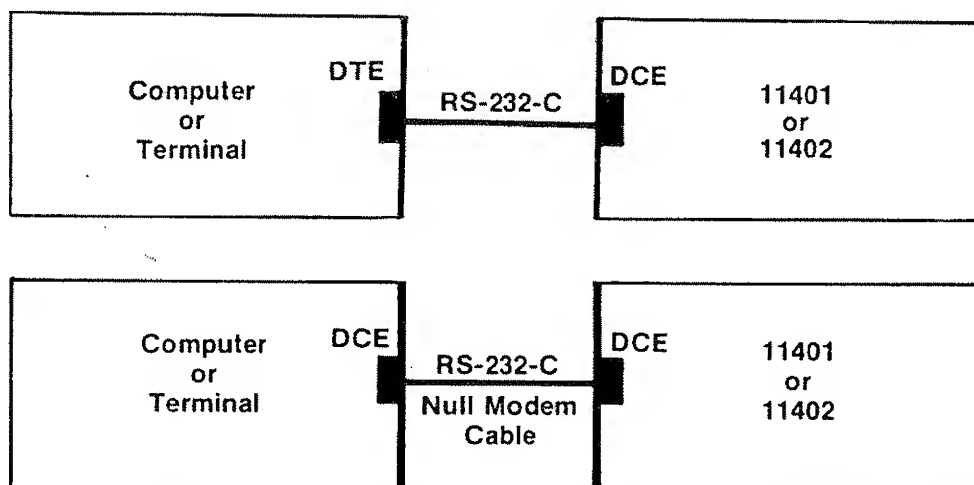 Computer
or
Terminal
DTE
RS-232-C
DCE
11401
or
11402
Computer
or
Terminal
DCE
RS-232-C
Null Modem
Cable
DCE
11401
or
11402